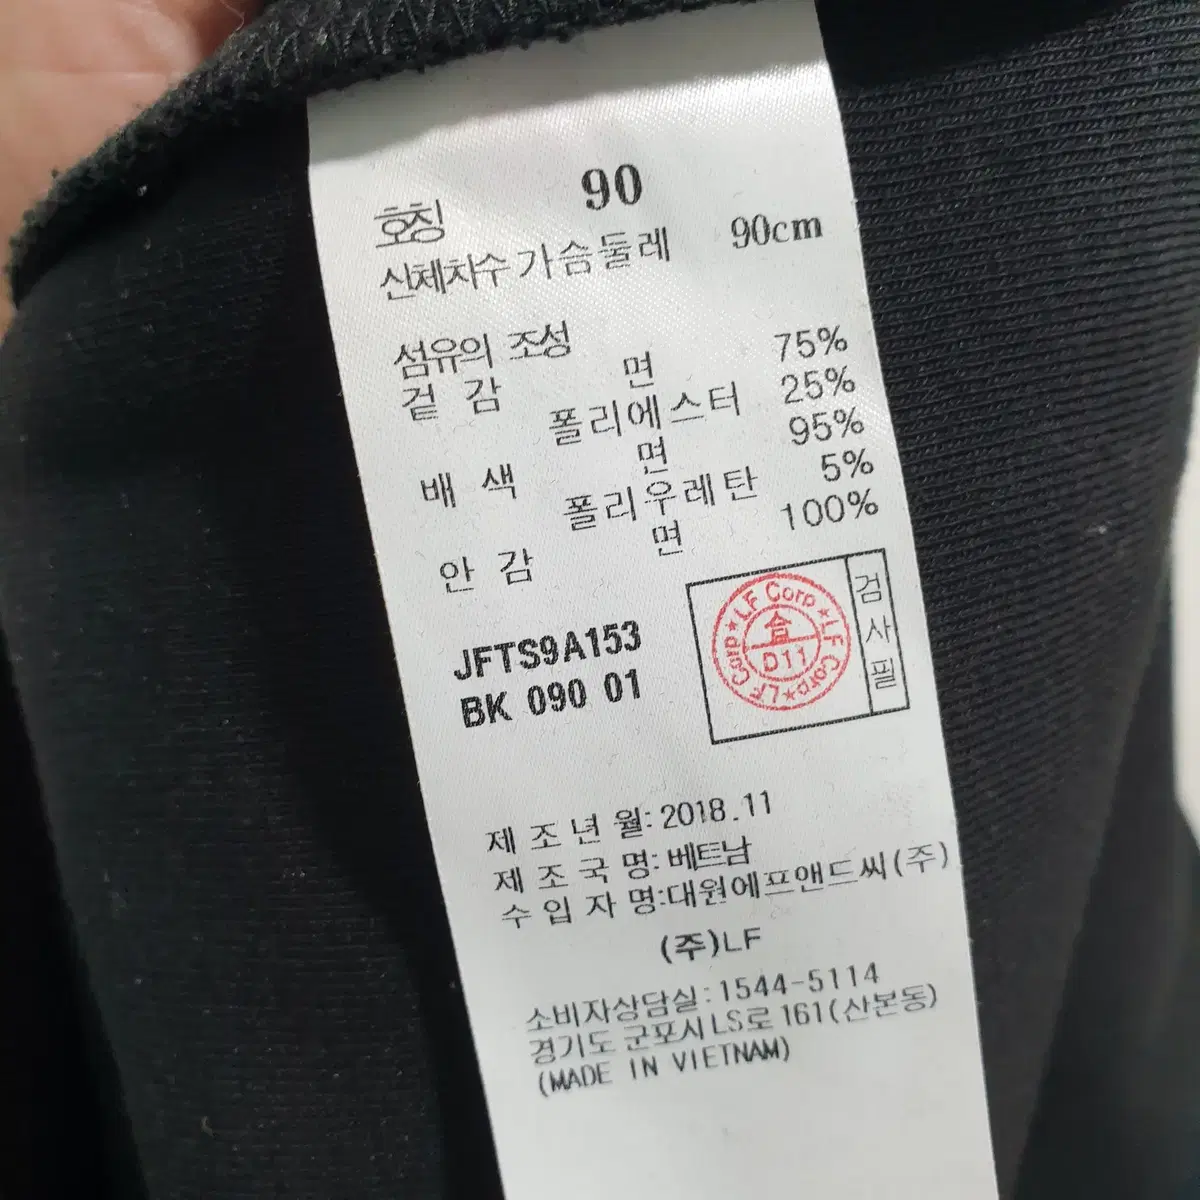 호칭 90
신체치수 가슴둘레 90cm
섬유의 조성
겉감 면 75%
폴리에스터 25%
배색 면 95%
폴리우레탄 5%
안감 면 100%
JFTS9A153
BK 090 01
LF Corp ★ LF Corp ★ LF Corp ★
合
D11
검사필
제조년월: 2018.11
제조국명: 베트남
수입자명:대원에프앤드씨(주)
(주)LF
소비자상담실: 1544-5114
경기도 군포시 LS로 161(산본동)
(MADE IN VIETNAM)